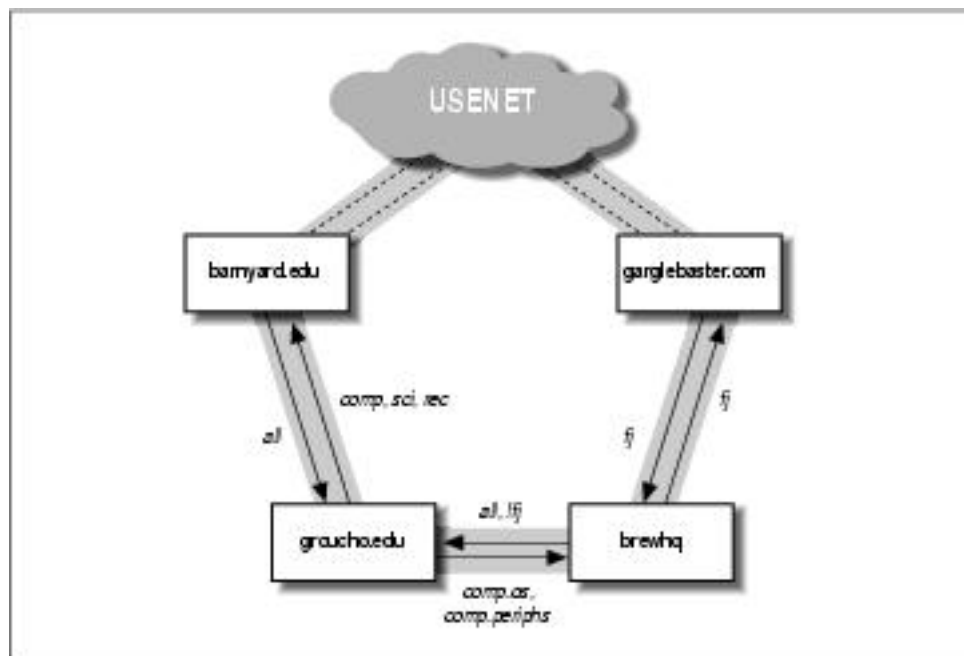 USENET
barnyard.edu
garglebaster.com
comp, sci, rec
all
fj
fj
all, !fj
groucho.edu
brewhq
comp.os,
comp.periphs